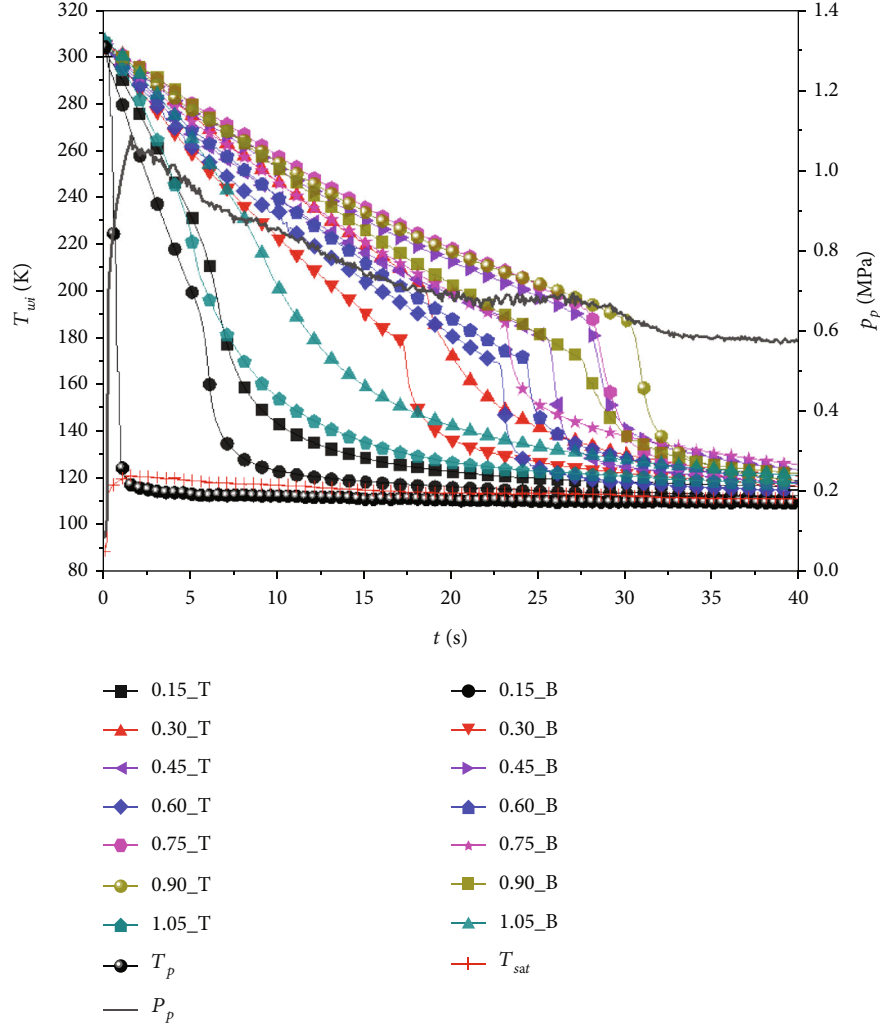 320
300
280
260
240
220
200
180
160
140
120
100
80
T_wi (K)
1.4
1.2
1.0
0.8
0.6
0.4
0.2
0.0
p_p (MPa)
0 5 10 15 20 25 30 35 40
t (s)
0.15_T 0.15_B
0.30_T 0.30_B
0.45_T 0.45_B
0.60_T 0.60_B
0.75_T 0.75_B
0.90_T 0.90_B
1.05_T 1.05_B
T_p T_sat
P_p